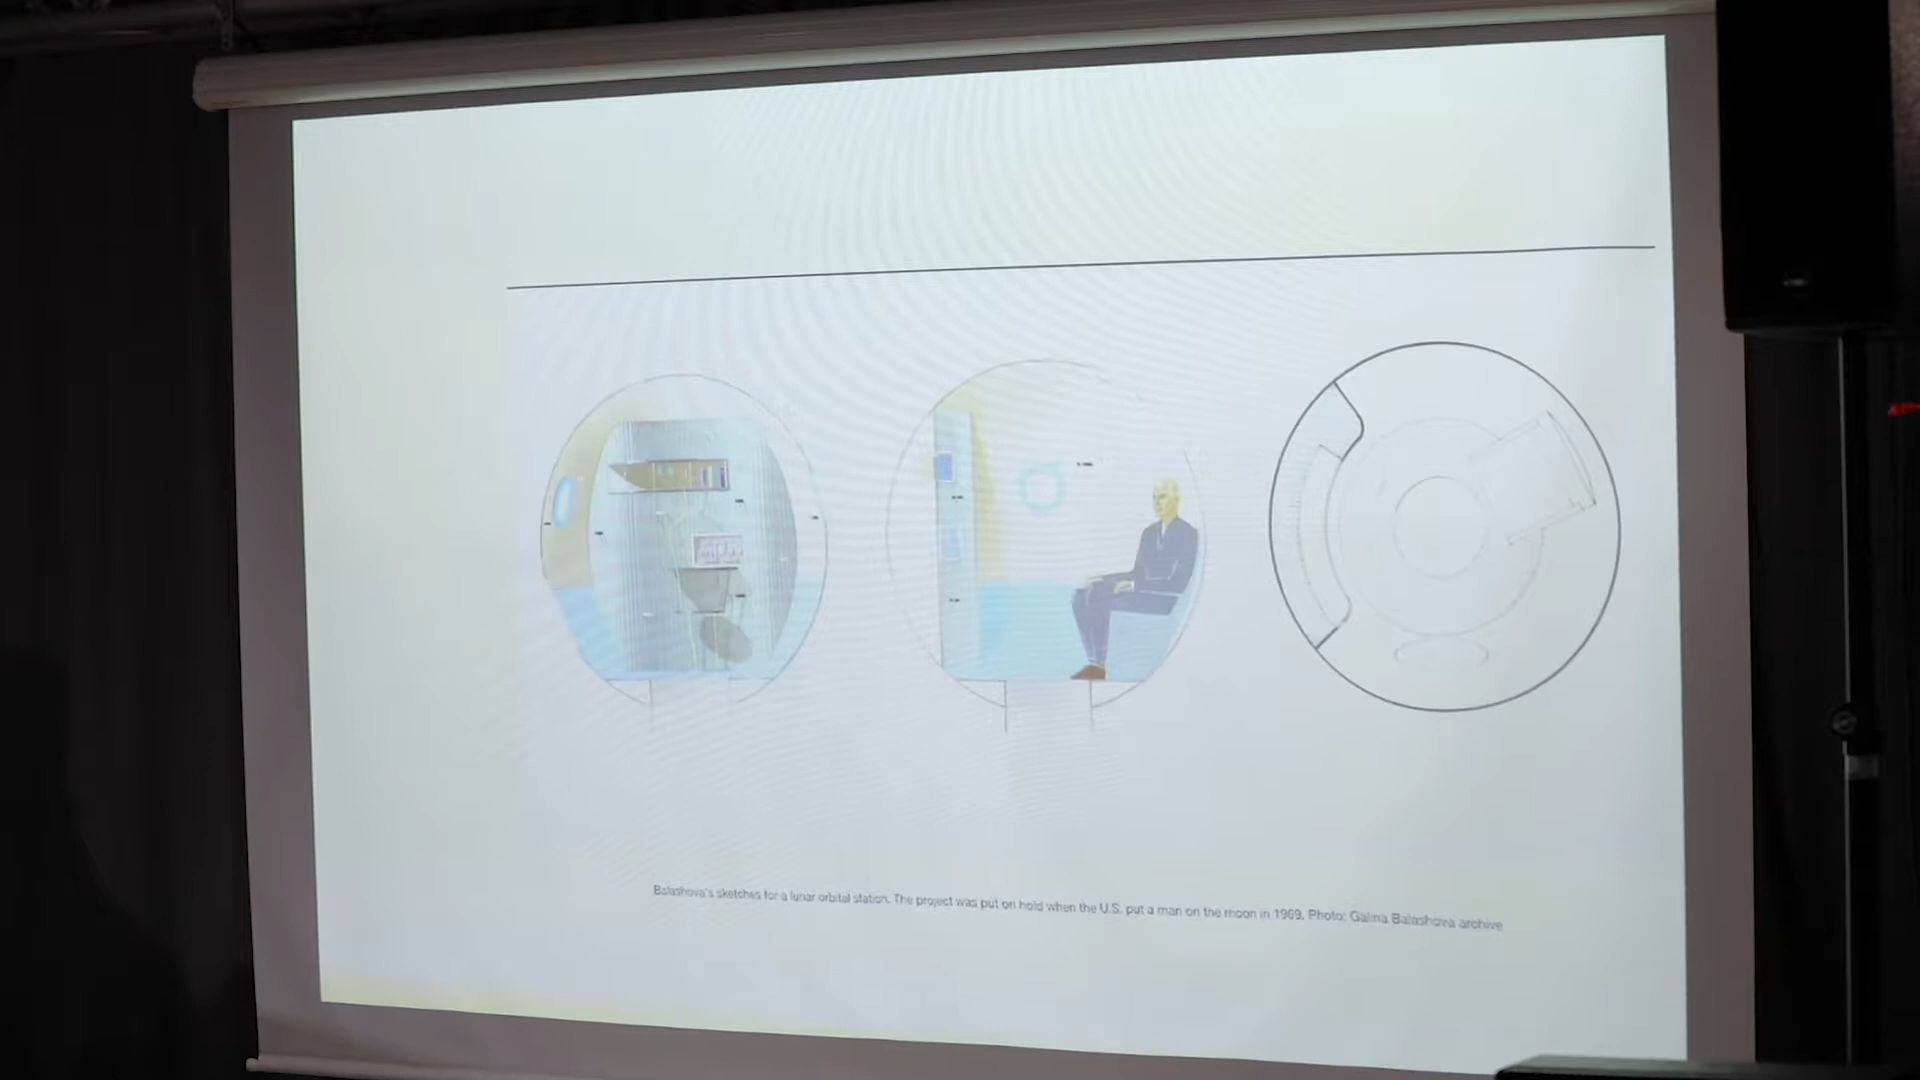 Balashova's sketches for a lunar orbital station. The project was put on hold when the U.S. put a man on the moon in 1969. Photo: Galina Balashova archive